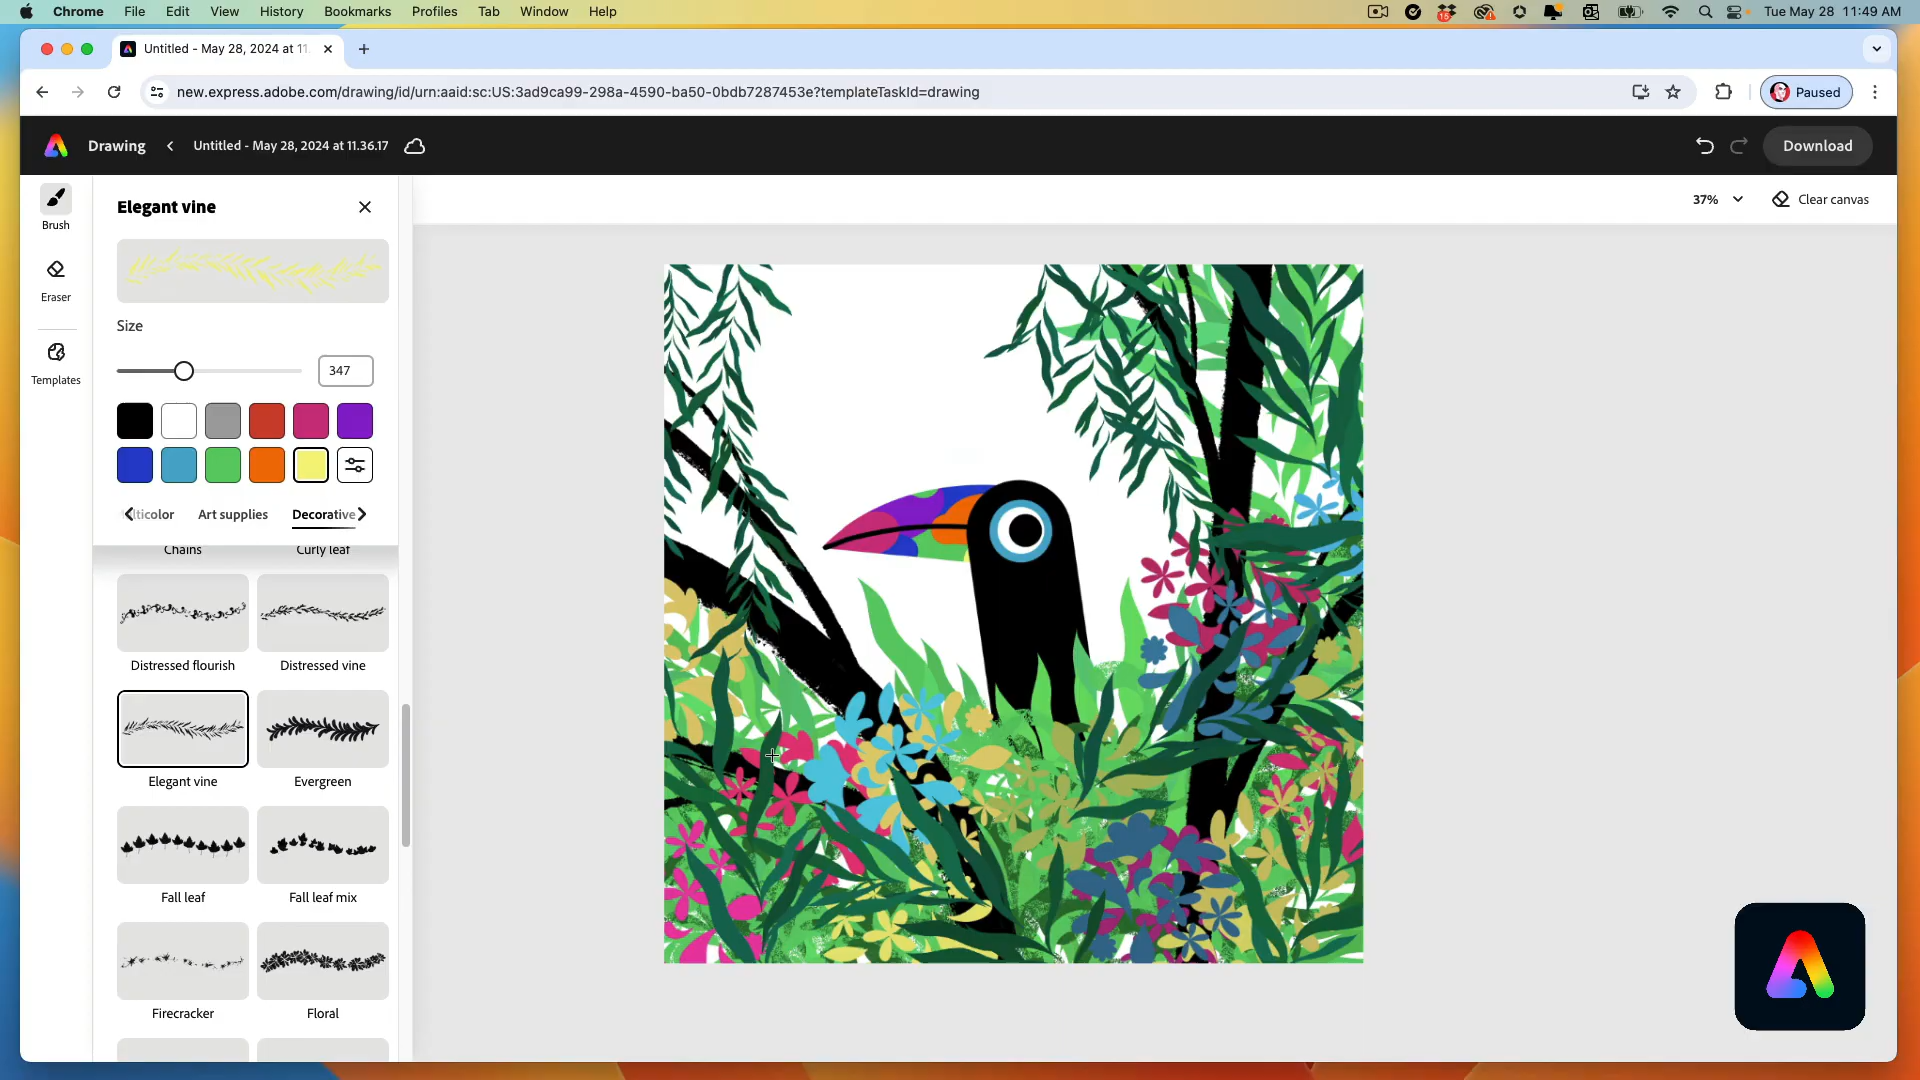 Chrome File Edit View History Bookmarks Profiles Tab Window Help
15
Tue May 28 11:49 AM
Untitled - May 28, 2024 at 11
new.express.adobe.com/drawing/id/urn:aaid:sc:US:3ad9ca99-298a-4590-ba50-0bdb7287453e?templateTaskId=drawing
Paused
Drawing
Untitled - May 28, 2024 at 11.36.17
Download
37%
Clear canvas
Brush
Eraser
Templates
Elegant vine
Size
347
lticolor Art supplies Decorative
Chains Curly leaf
Distressed flourish Distressed vine
Elegant vine Evergreen
Fall leaf Fall leaf mix
Firecracker Floral